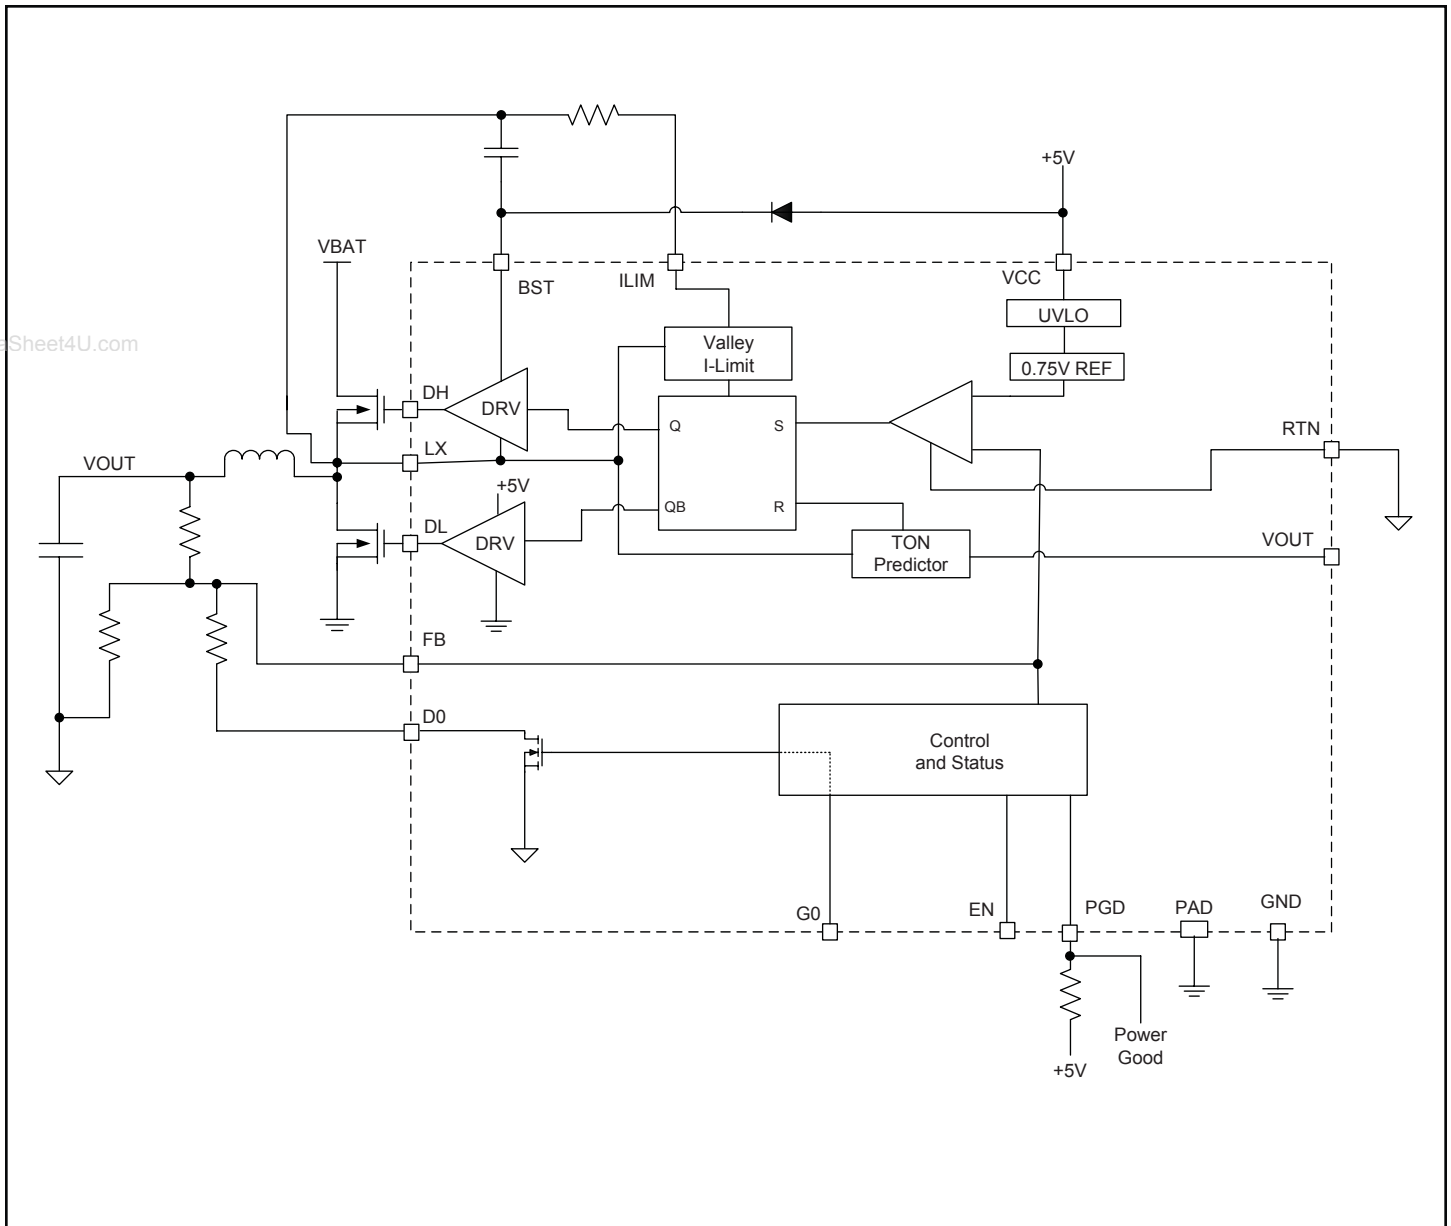 +5V
VBAT
BST
ILIM
VCC
UVLO
aSheet4U.com
Valley
I-Limit
0.75V REF
DH
DRV
Q
S
RTN
LX
VOUT
+5V
QB
R
DL
DRV
TON
Predictor
VOUT
FB
D0
Control
and Status
G0
EN
PGD
PAD
GND
Power
Good
+5V